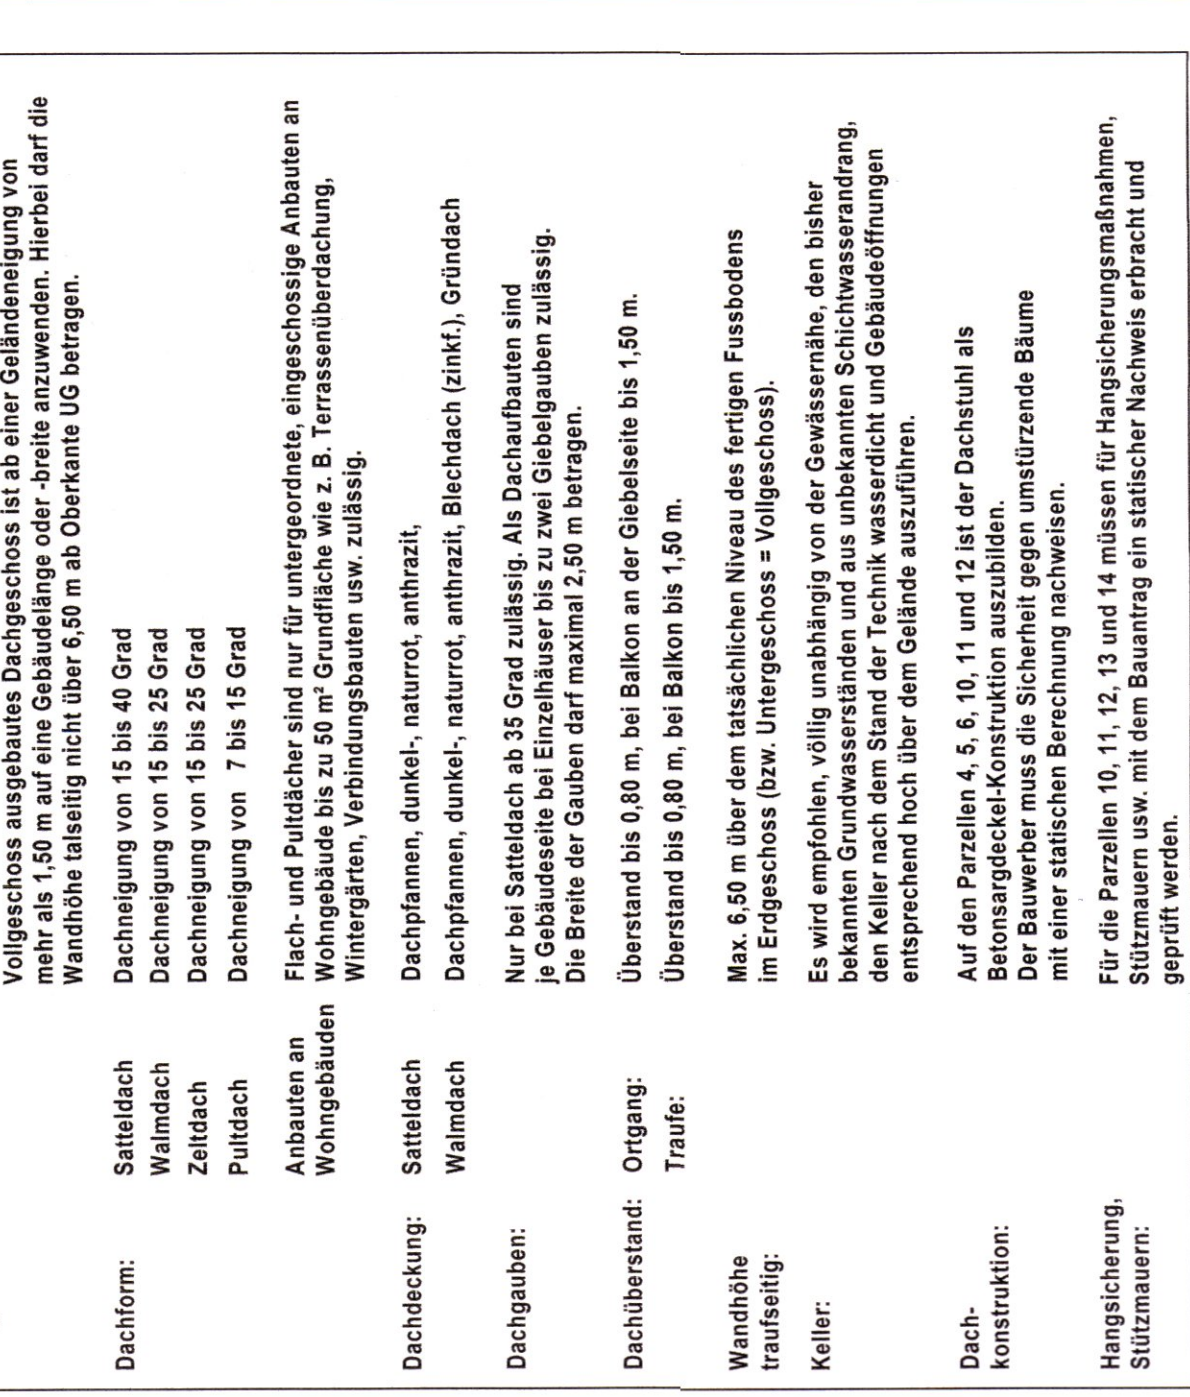 Vollgeschoss ausgebautes Dachgeschoss ist ab einer Geländeneigung von
mehr als 1,50 m auf eine Gebäudelänge oder -breite anzuwenden. Hierbei darf die
Wandhöhe talseitig nicht über 6,50 m ab Oberkante UG betragen.
Dachform: Satteldach Dachneigung von 15 bis 40 Grad
Walmdach Dachneigung von 15 bis 25 Grad
Zeltdach Dachneigung von 15 bis 25 Grad
Pultdach Dachneigung von 7 bis 15 Grad
Anbauten an Flach- und Pultdächer sind nur für untergeordnete, eingeschossige Anbauten an
Wohngebäuden Wohngebäude bis zu 50 m² Grundfläche wie z. B. Terrassenüberdachung,
Wintergärten, Verbindungsbauten usw. zulässig.
Dachdeckung: Satteldach Dachpfannen, dunkel-, naturrot, anthrazit,
Walmdach Dachpfannen, dunkel-, naturrot, anthrazit, Blechdach (zinkf.), Gründach
Dachgauben: Nur bei Satteldach ab 35 Grad zulässig. Als Dachaufbauten sind
je Gebäudeseite bei Einzelhäuser bis zu zwei Giebelgauben zulässig.
Die Breite der Gauben darf maximal 2,50 m betragen.
Dachüberstand: Ortgang: Überstand bis 0,80 m, bei Balkon an der Giebelseite bis 1,50 m.
Traufe: Überstand bis 0,80 m, bei Balkon bis 1,50 m.
Wandhöhe Max. 6,50 m über dem tatsächlichen Niveau des fertigen Fussbodens
traufseitig: im Erdgeschoss (bzw. Untergeschoss = Vollgeschoss).
Keller: Es wird empfohlen, völlig unabhängig von der Gewässernähe, den bisher
bekannten Grundwasserständen und aus unbekannten Schichtwasserandrang,
den Keller nach dem Stand der Technik wasserdicht und Gebäudeöffnungen
entsprechend hoch über dem Gelände auszuführen.
Dach- Auf den Parzellen 4, 5, 6, 10, 11 und 12 ist der Dachstuhl als
konstruktion: Betonsargdeckel-Konstruktion auszubilden.
Der Bauwerber muss die Sicherheit gegen umstürzende Bäume
mit einer statischen Berechnung nachweisen.
Hangsicherung, Für die Parzellen 10, 11, 12, 13 und 14 müssen für Hangsicherungsmaßnahmen,
Stützmauern: Stützmauern usw. mit dem Bauantrag ein statischer Nachweis erbracht und
geprüft werden.